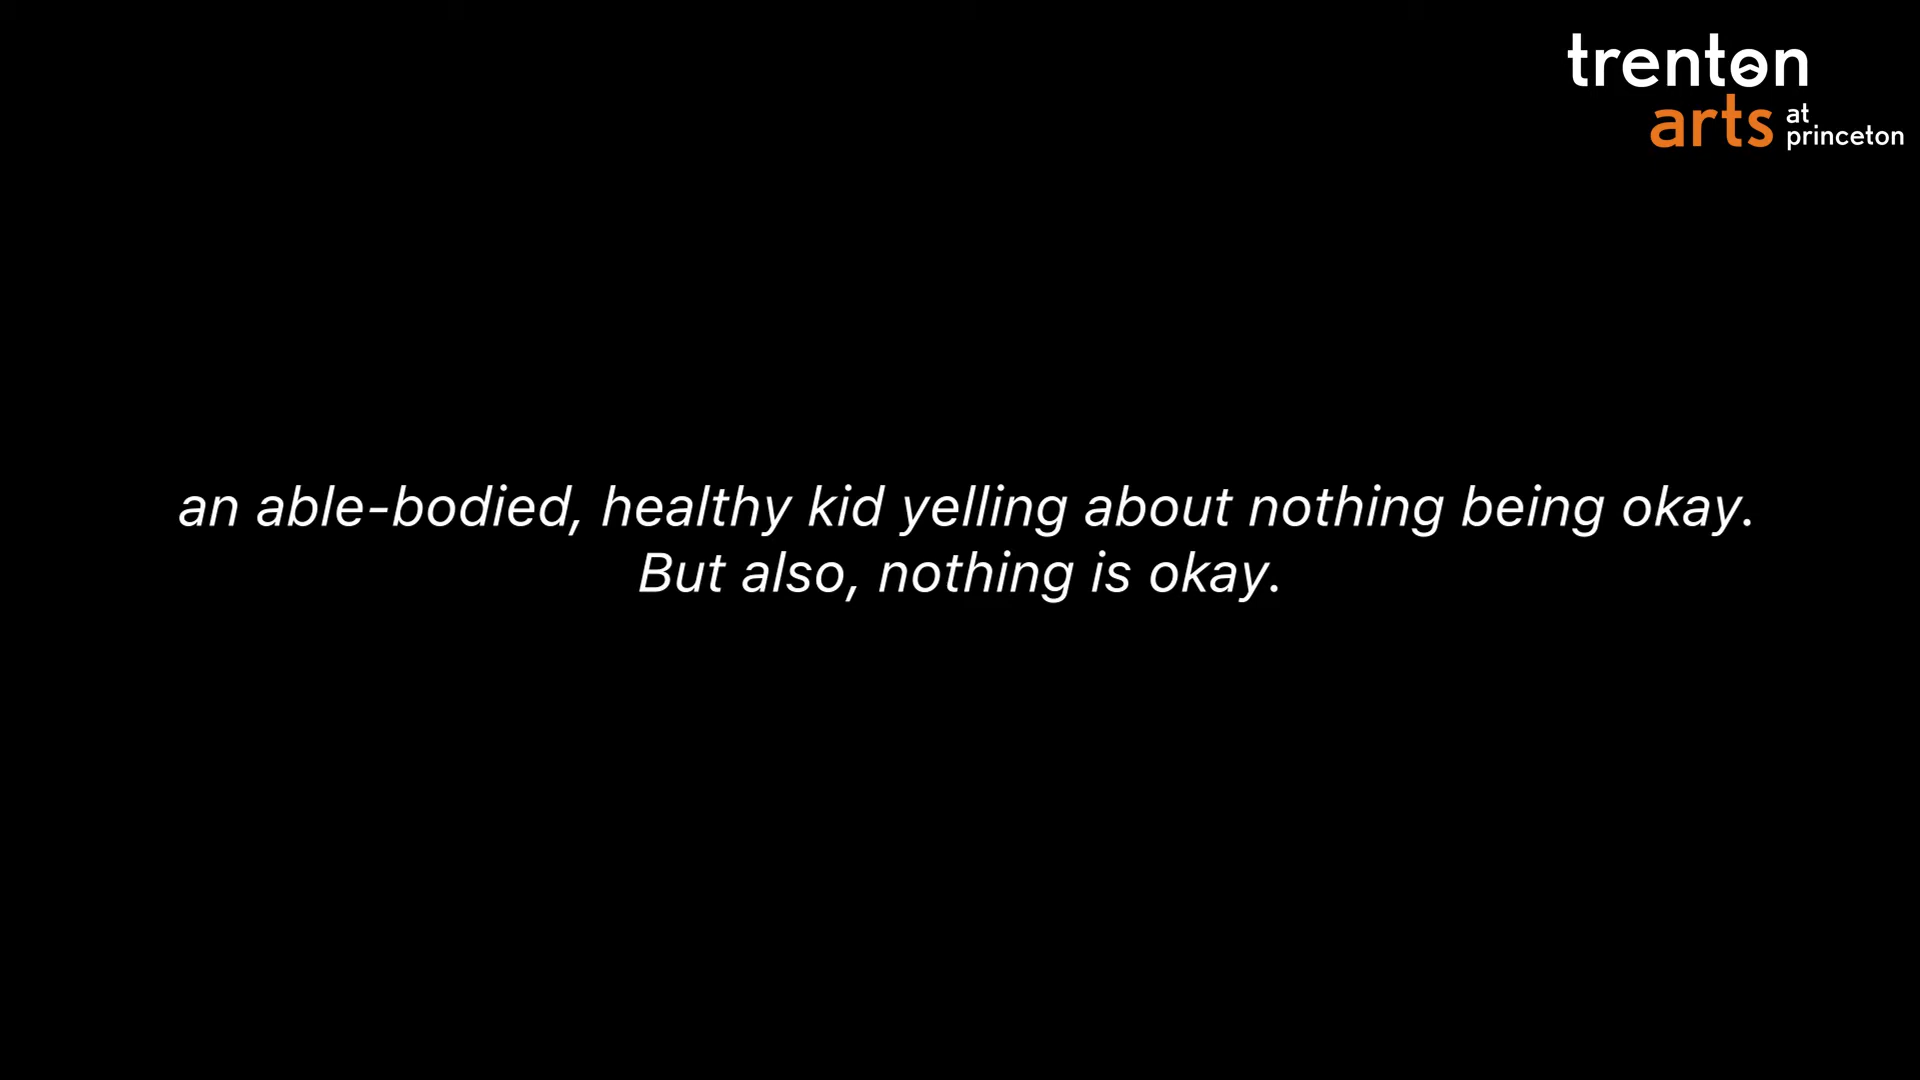 trenton
arts at princeton
an able-bodied, healthy kid yelling about nothing being okay.
But also, nothing is okay.